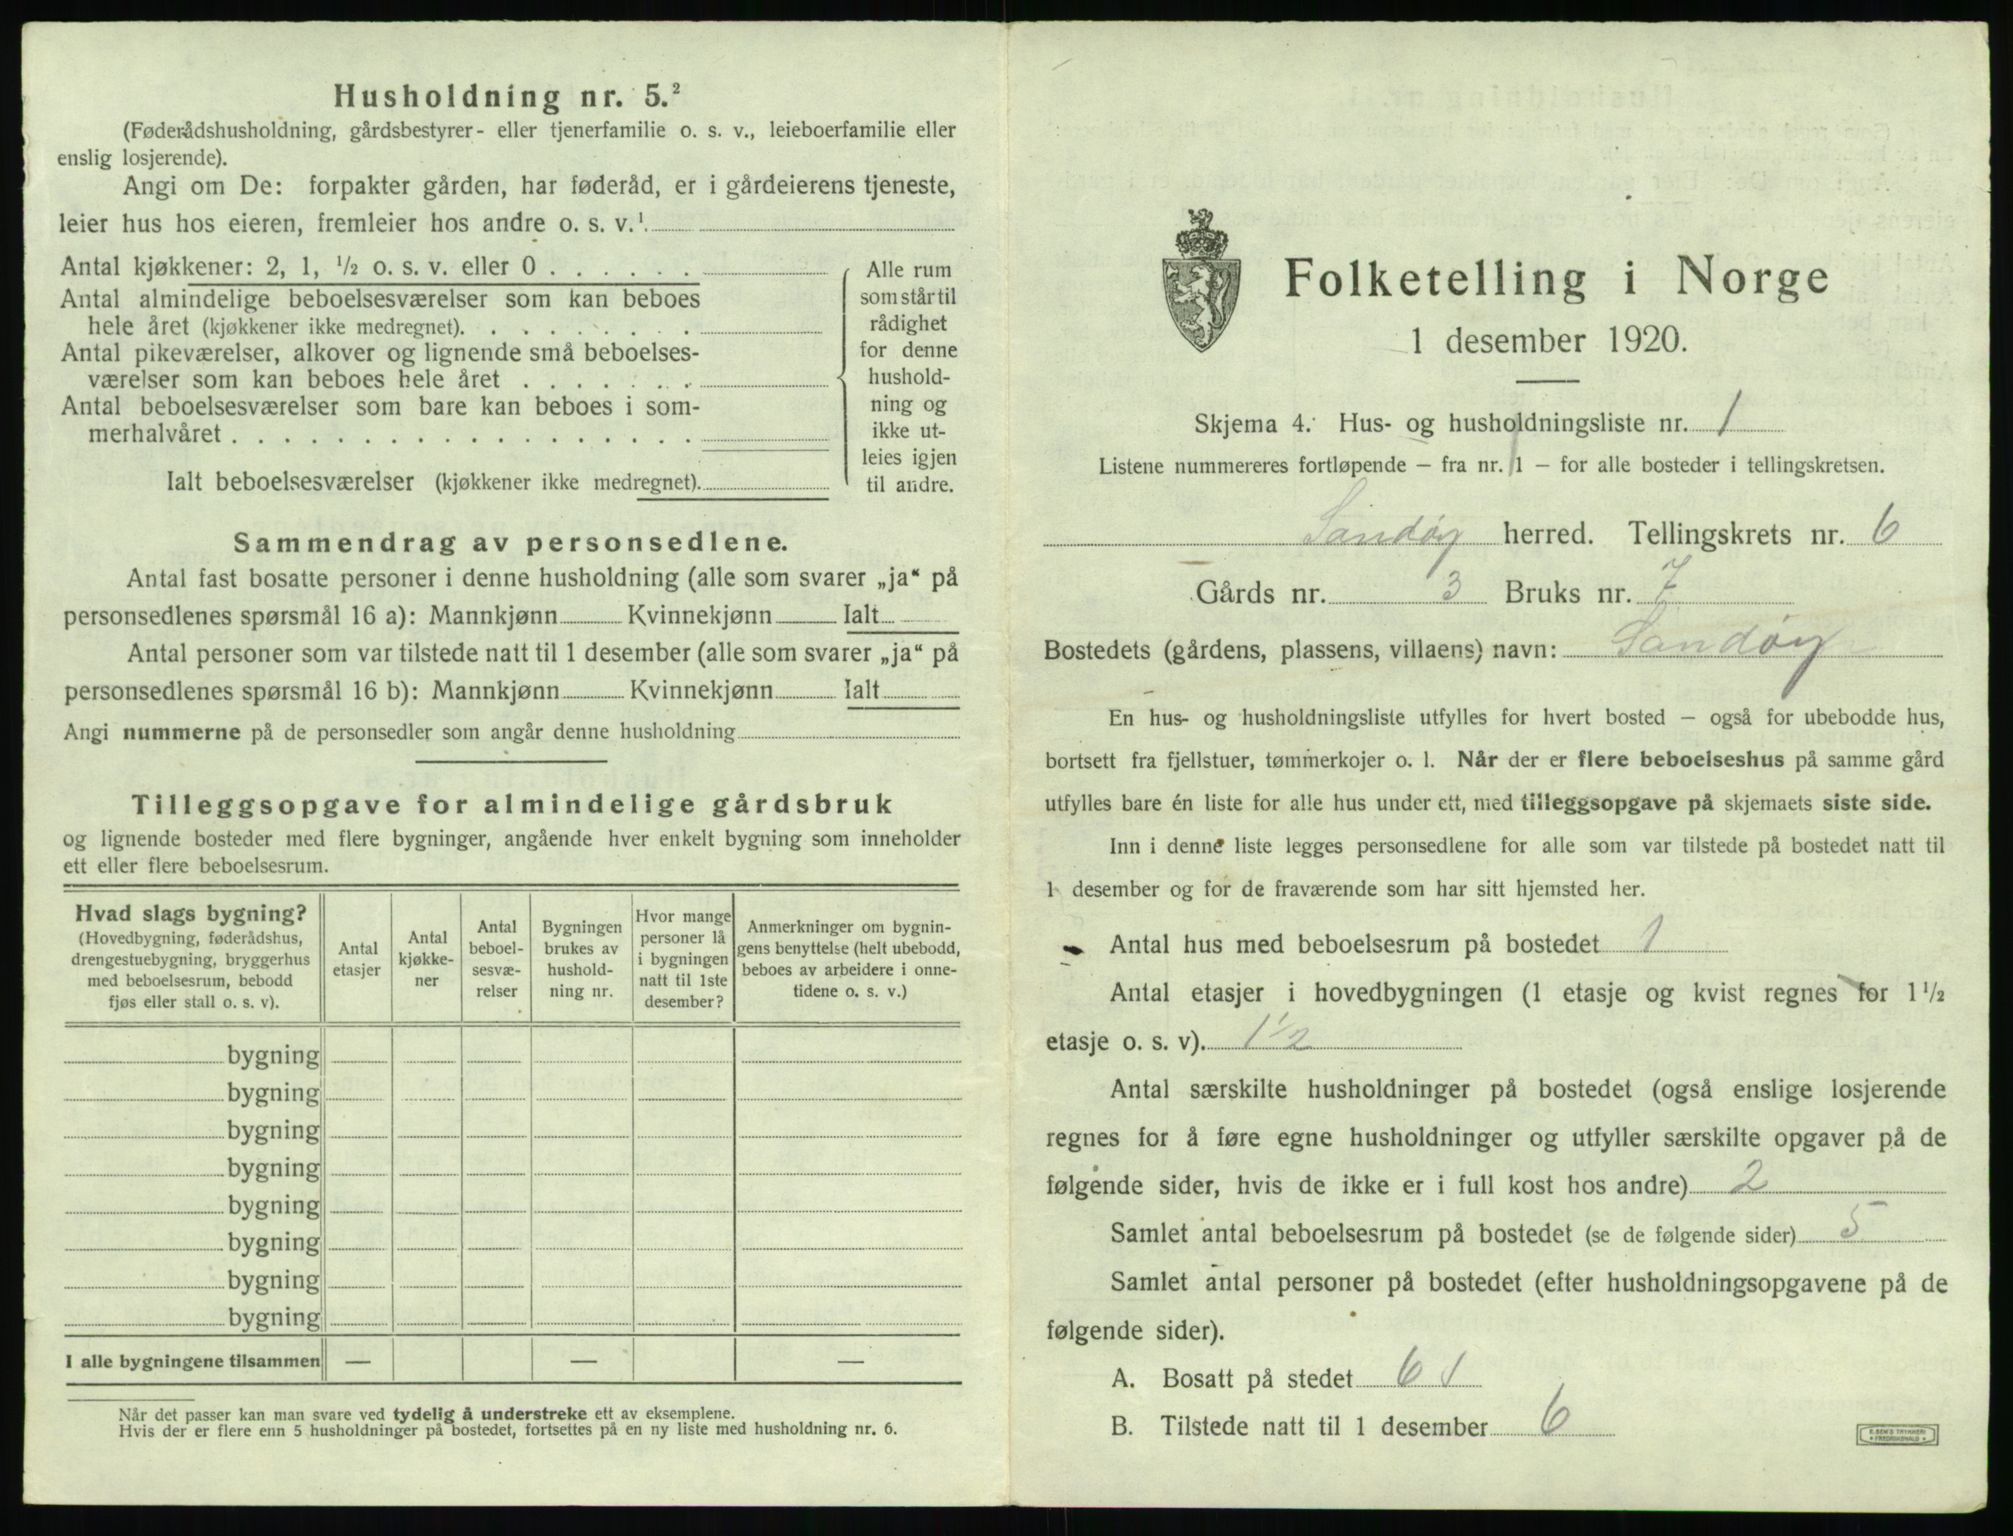 Husholdning nr. 5.²
(Føderådshusholdning, gårdsbestyrer- eller tjenerfamilie o. s. v., leieboerfamilie eller
enslig losjerende).
Angi om De: forpakter gården, har føderåd, er i gårdeierens tjeneste,
leier hus hos eieren, fremleier hos andre o. s. v.¹
Antal kjøkkener: 2, 1, ½ o. s. v. eller 0 . . . . . .
Antal almindelige beboelsesværelser som kan beboes
hele året (kjøkkener ikke medregnet). . . . . . . . .
Antal pikeværelser, alkover og lignende små beboelses-
værelser som kan beboes hele året . . . . . . .
Antal beboelsesværelser som bare kan beboes i som-
merhalvåret . . . . . . . . . . . . . . . . . .
Ialt beboelsesværelser (kjøkkener ikke medregnet).
Alle rum
som står til
rådighet
for denne
hushold-
ning og
ikke ut-
leies igjen
til andre.
Sammendrag av personsedlene.
Antal fast bosatte personer i denne husholdning (alle som svarer „ja“ på
personsedlenes spørsmål 16 a): Mannkjønn Kvinnekjønn Ialt
Antal personer som var tilstede natt til 1 desember (alle som svarer „ja“ på
personsedlenes spørsmål 16 b): Mannkjønn Kvinnekjønn Ialt
Angi nummerne på de personsedler som angår denne husholdning
Tilleggsopgave for almindelige gårdsbruk
og lignende bosteder med flere bygninger, angående hver enkelt bygning som inneholder
ett eller flere beboelsesrum.
Hvad slags bygning?
(Hovedbygning, føderådshus,
drengestuebygning, bryggerhus
med beboelsesrum, bebodd
fjøs eller stall o. s. v).
Antal
etasjer
Antal
kjøkke-
ner
Antal
beboel-
sesvæ-
relser
Bygningen
brukes av
hushold-
ning nr.
Hvor mange
personer lå
i bygningen
natt til 1ste
desember?
Anmerkninger om bygnin-
gens benyttelse (helt ubebodd,
beboes av arbeidere i onne-
tidene o. s. v.)
bygning
bygning
bygning
bygning
bygning
bygning
bygning
bygning
I alle bygningene tilsammen — — —
Når det passer kan man svare ved tydelig å understreke ett av eksemplene.
Hvis der er flere enn 5 husholdninger på bostedet, fortsettes på en ny liste med husholdning nr. 6.
Folketelling i Norge
1 desember 1920.
Skjema 4. Hus- og husholdningsliste nr. 1
Listene nummereres fortløpende – fra nr. 1 – for alle bosteder i tellingskretsen.
Sandøy herred. Tellingskrets nr. 6
Gårds nr. 3 Bruks nr. 7
Bostedets (gårdens, plassens, villaens) navn: Sandøy
En hus- og husholdningsliste utfylles for hvert bosted – også for ubebodde hus,
bortsett fra fjellstuer, tømmerkojer o. l. Når der er flere beboelseshus på samme gård
utfylles bare én liste for alle hus under ett, med tilleggsopgave på skjemaets siste side.
Inn i denne liste legges personsedlene for alle som var tilstede på bostedet natt til
1 desember og for de fraværende som har sitt hjemsted her.
Antal hus med beboelsesrum på bostedet 1
Antal etasjer i hovedbygningen (1 etasje og kvist regnes for 1½
etasje o. s. v). 1½
Antal særskilte husholdninger på bostedet (også enslige losjerende
regnes for å føre egne husholdninger og utfyller særskilte opgaver på de
følgende sider, hvis de ikke er i full kost hos andre) 2
Samlet antal beboelsesrum på bostedet (se de følgende sider) 5
Samlet antal personer på bostedet (efter husholdningsopgavene på de
følgende sider).
A. Bosatt på stedet 6 1
B. Tilstede natt til 1 desember 6